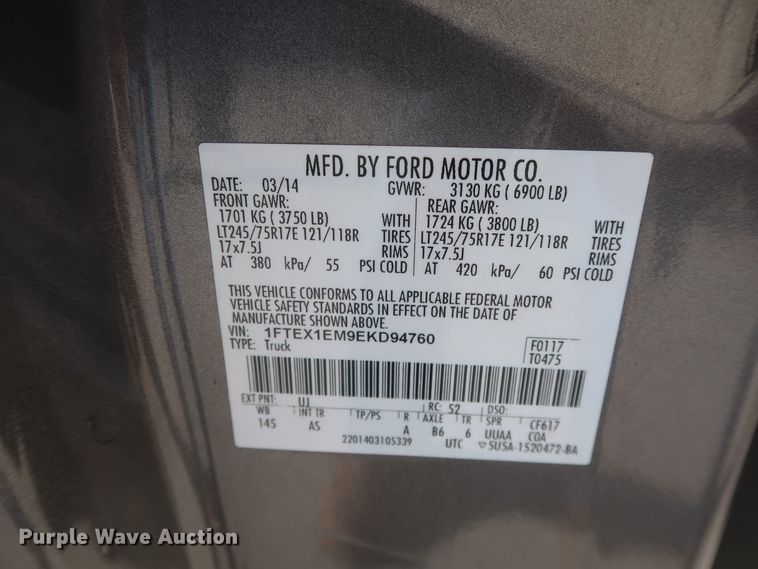 MFD. BY FORD MOTOR CO.
DATE: 03/14 GVWR: 3130 KG ( 6900 LB)
FRONT GAWR: REAR GAWR:
1701 KG ( 3750 LB) WITH 1724 KG ( 3800 LB) WITH
LT245/75R17E 121/118R TIRES LT245/75R17E 121/118R TIRES
17x7.5J RIMS 17x7.5J RIMS
AT 380 kPa/ 55 PSI COLD AT 420 kPa/ 60 PSI COLD
THIS VEHICLE CONFORMS TO ALL APPLICABLE FEDERAL MOTOR
VEHICLE SAFETY STANDARDS IN EFFECT ON THE DATE OF
MANUFACTURE SHOWN ABOVE.
VIN: 1FTEX1EM9EKD94760 F0117
TYPE: Truck T0475
EXT PNT: UJ RC: 52 DSO:
WB INT TR TP/PS R AXLE TR SPR CF617
145 AS A B6 6 UUAA COA
2201403105339 UTC ▽5U5A-1520472-BA
Purple Wave Auction